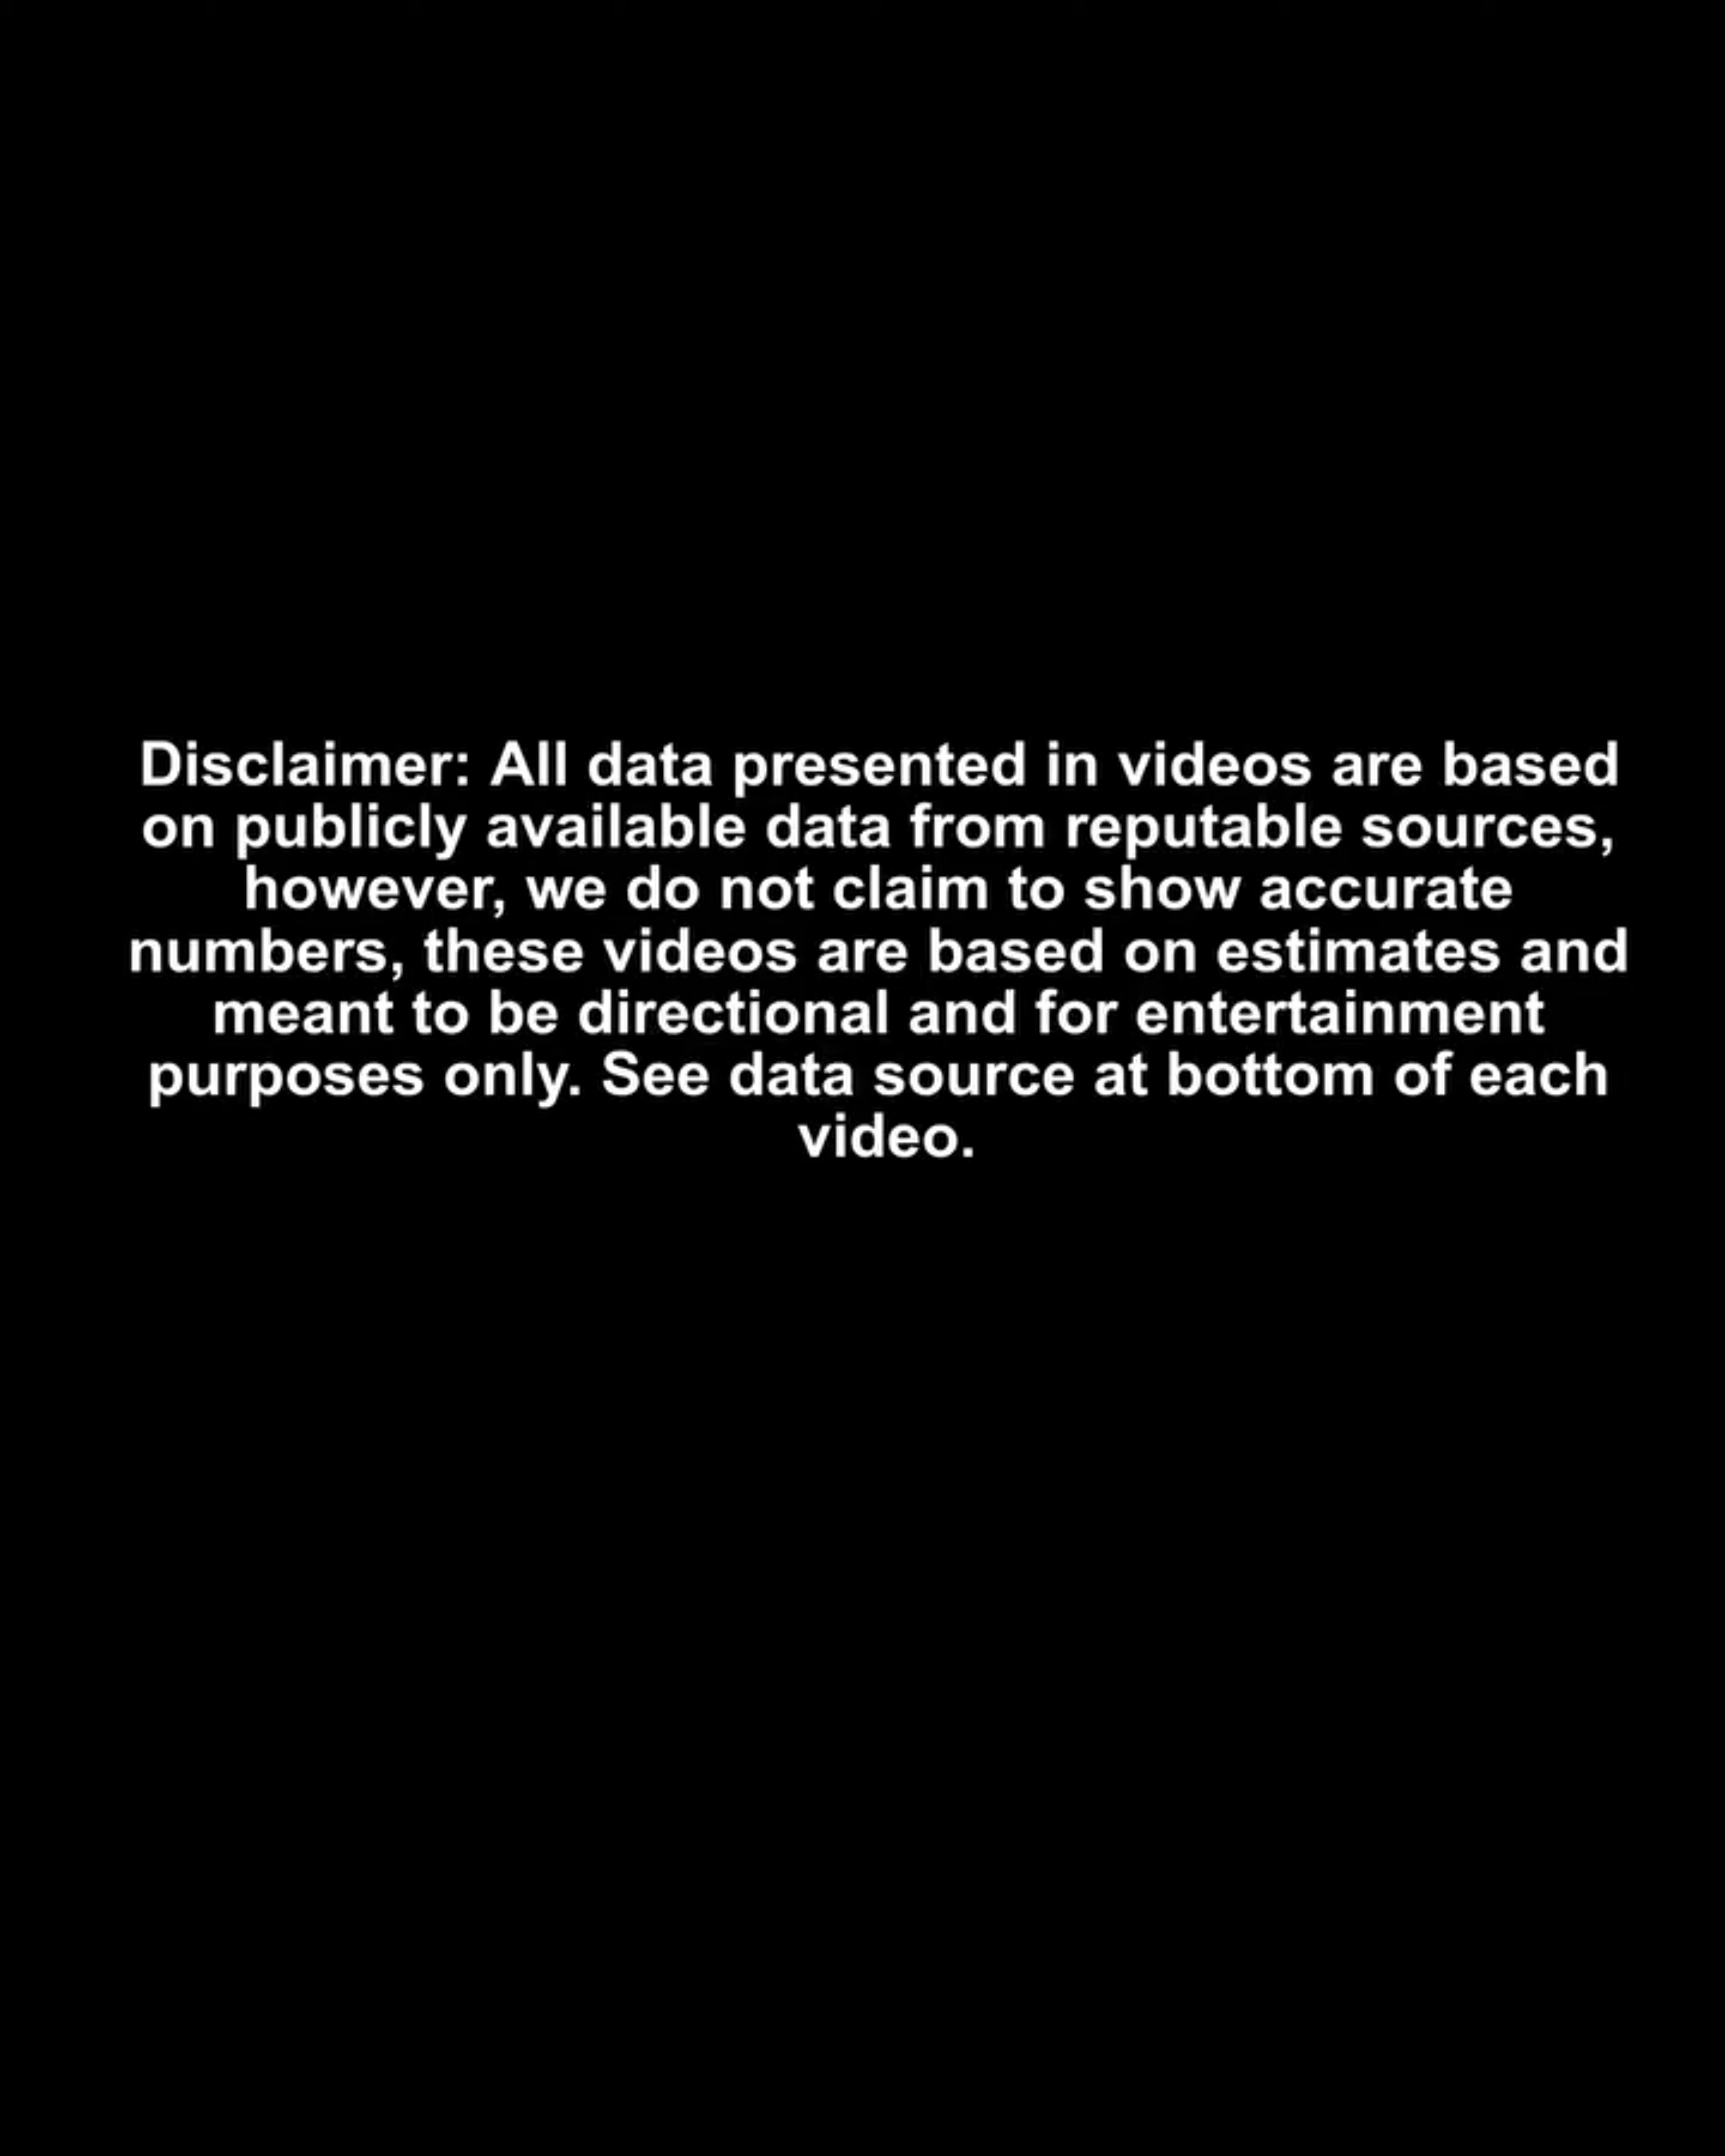 Disclaimer: All data presented in videos are based
on publicly available data from reputable sources,
however, we do not claim to show accurate
numbers, these videos are based on estimates and
meant to be directional and for entertainment
purposes only. See data source at bottom of each
video.